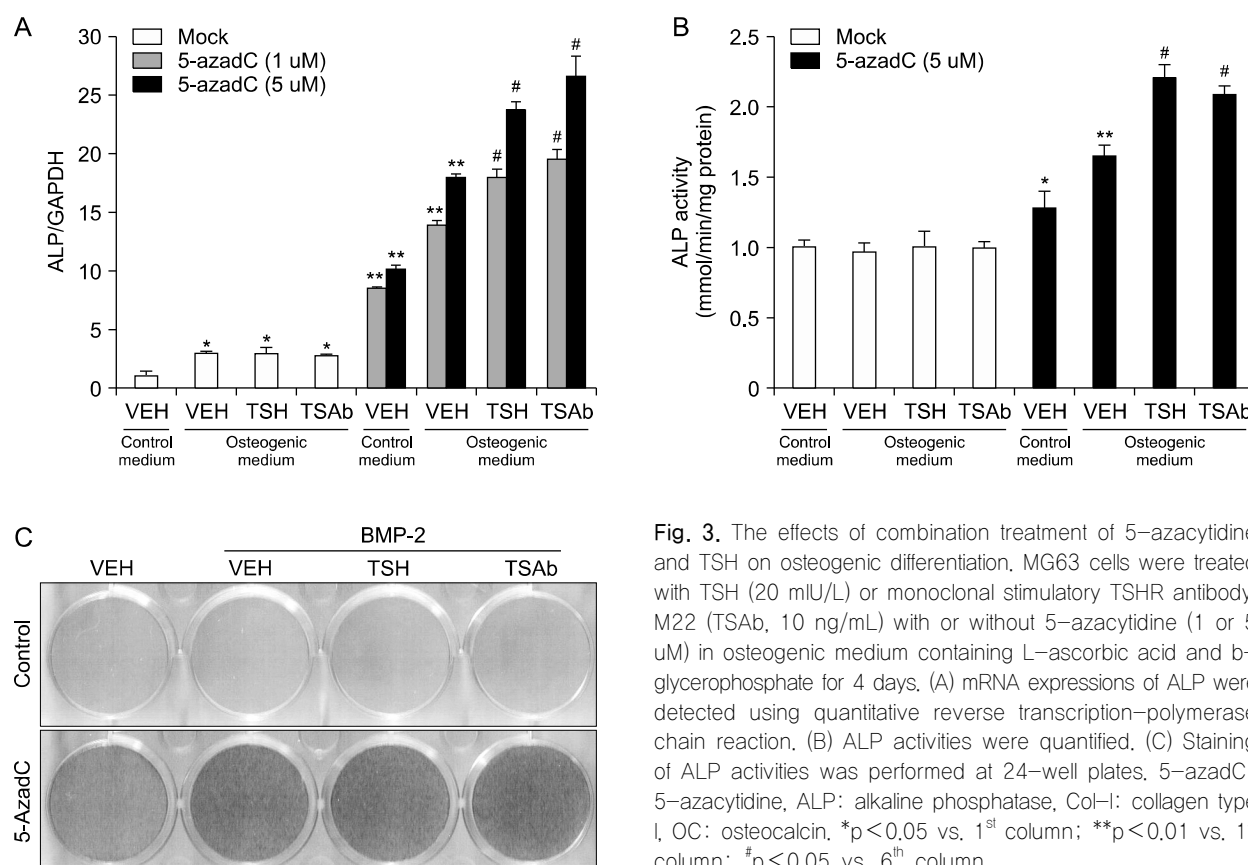 A
30
25
20
15
10
5
0
ALP/GAPDH
Mock
5-azadC (1 uM)
5-azadC (5 uM)
* * * ** ** ** ** # # # #
VEH VEH TSH TSAb VEH VEH TSH TSAb
Control medium
Osteogenic medium
Control medium
Osteogenic medium
B
2.5
2.0
1.5
1.0
0.5
0
ALP activity
(mmol/min/mg protein)
Mock
5-azadC (5 uM)
* ** # #
VEH VEH TSH TSAb VEH VEH TSH TSAb
Control medium
Osteogenic medium
Control medium
Osteogenic medium
C
BMP-2
VEH VEH TSH TSAb
Control
5-AzadC
Fig. 3. The effects of combination treatment of 5-azacytidine
and TSH on osteogenic differentiation. MG63 cells were treated
with TSH (20 mIU/L) or monoclonal stimulatory TSHR antibody
M22 (TSAb, 10 ng/mL) with or without 5-azacytidine (1 or 5
uM) in osteogenic medium containing L-ascorbic acid and b-
glycerophosphate for 4 days. (A) mRNA expressions of ALP were
detected using quantitative reverse transcription-polymerase
chain reaction. (B) ALP activities were quantified. (C) Staining
of ALP activities was performed at 24-well plates. 5-azadC:
5-azacytidine, ALP: alkaline phosphatase, Col-I: collagen type
I, OC: osteocalcin. *p<0.05 vs. 1st column; **p<0.01 vs. 1
column; #p<0.05 vs. 6th column